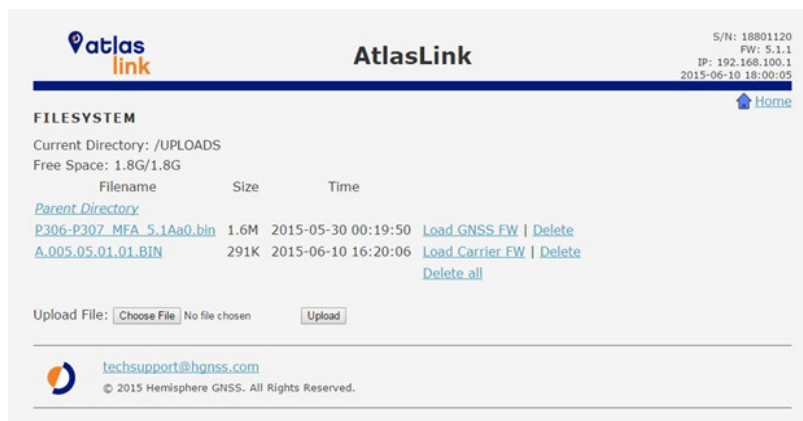 atlas
link
AtlasLink
S/N: 18801120
FW: 5.1.1
IP: 192.168.100.1
2015-06-10 18:00:05
Home
FILESYSTEM
Current Directory: /UPLOADS
Free Space: 1.8G/1.8G
Filename Size Time
Parent Directory
P306-P307_MFA_5.1Aa0.bin 1.6M 2015-05-30 00:19:50 Load GNSS FW | Delete
A.005.05.01.01.BIN 291K 2015-06-10 16:20:06 Load Carrier FW | Delete
Delete all
Upload File: Choose File No file chosen Upload
techsupport@hgnss.com
© 2015 Hemisphere GNSS. All Rights Reserved.